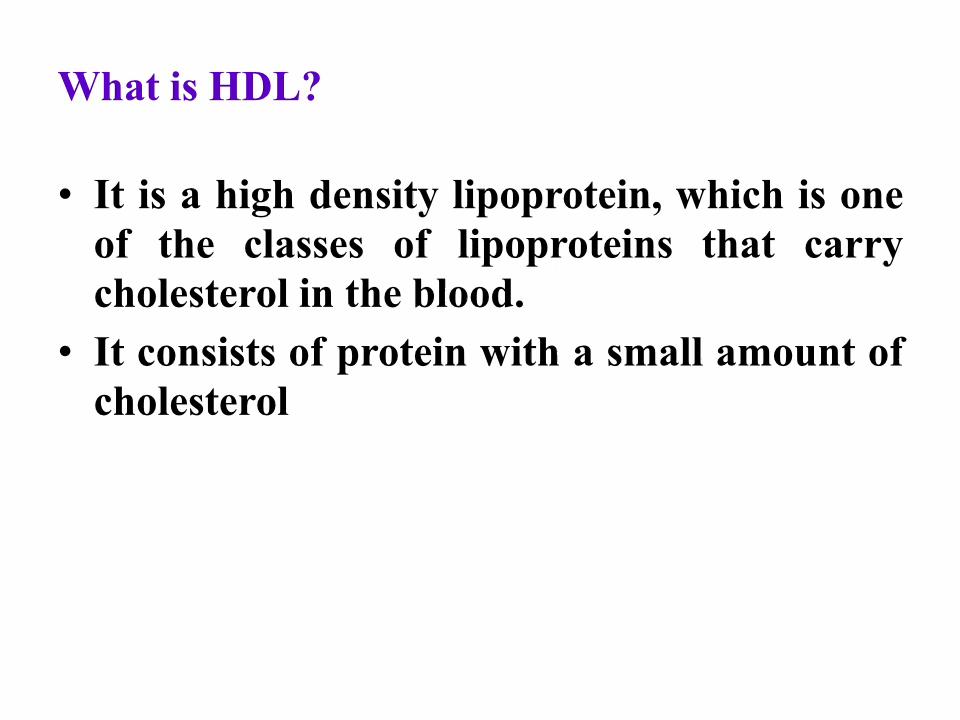 What is HDL?
• It is a high density lipoprotein, which is one
of the classes of lipoproteins that carry
cholesterol in the blood.
• It consists of protein with a small amount of
cholesterol